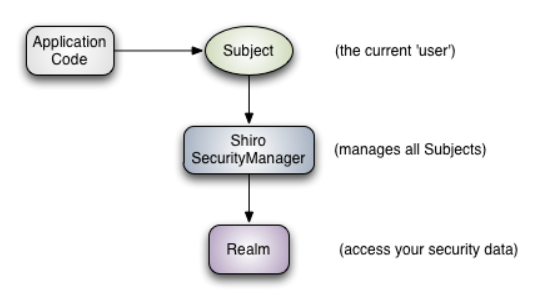 Application
Code
Subject
(the current 'user')
Shiro
SecurityManager
(manages all Subjects)
Realm
(access your security data)